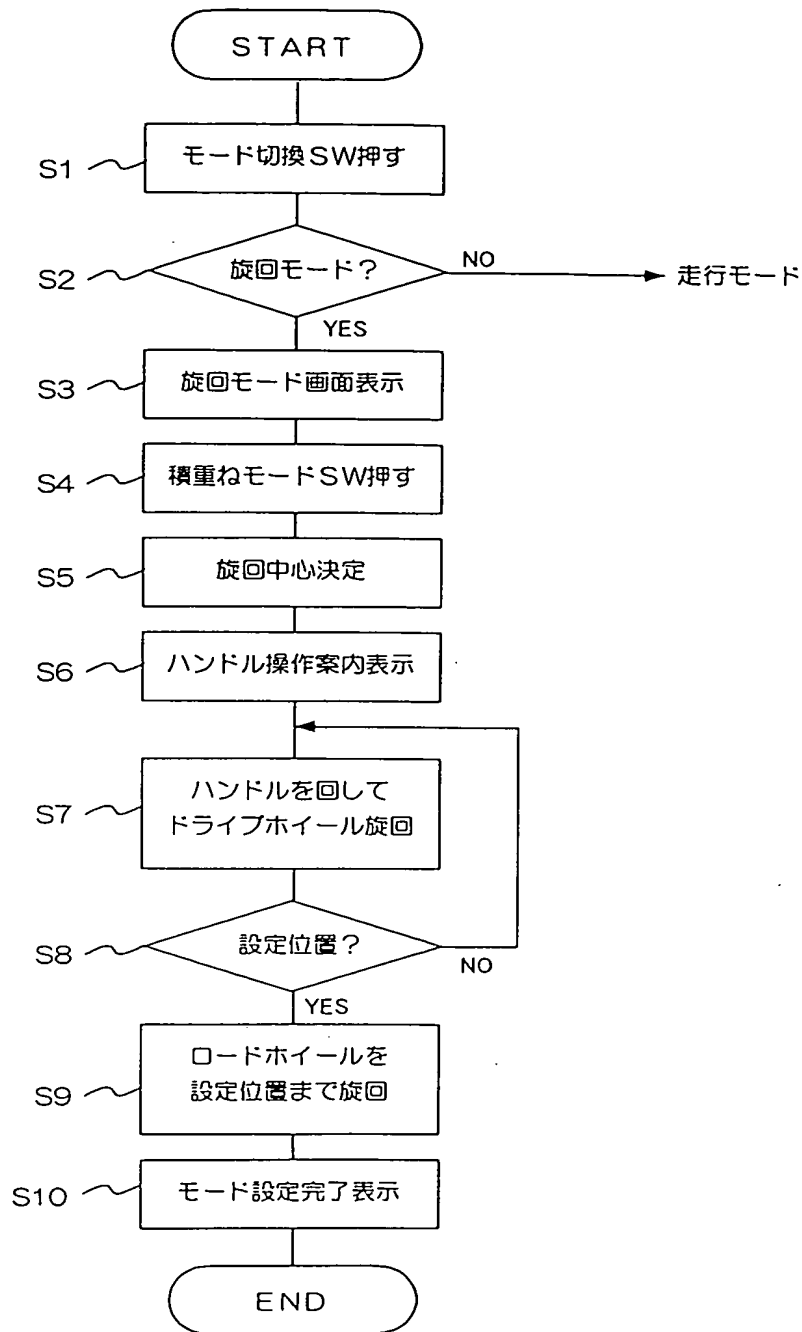 START
S1
モード切換SW押す
S2
旋回モード?
NO
走行モード
YES
S3
旋回モード画面表示
S4
積重ねモードSW押す
S5
旋回中心決定
S6
ハンドル操作案内表示
S7
ハンドルを回して
ドライブホイール旋回
S8
設定位置?
NO
YES
S9
ロードホイールを
設定位置まで旋回
S10
モード設定完了表示
END